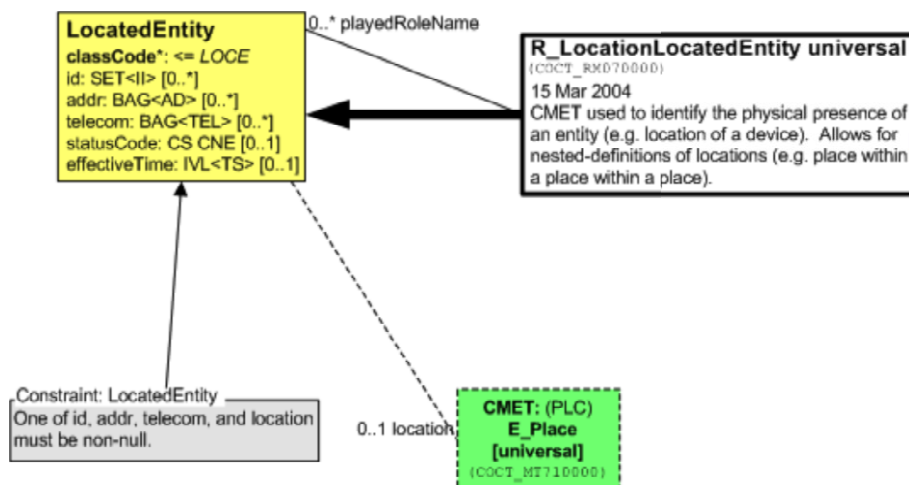 LocatedEntity
classCode*: <= LOCE
id: SET<II> [0..*]
addr: BAG<AD> [0..*]
telecom: BAG<TEL> [0..*]
statusCode: CS CNE [0..1]
effectiveTime: IVL<TS> [0..1]
0..* playedRoleName
R_LocationLocatedEntity universal
(COCT_RM070000)
15 Mar 2004
CMET used to identify the physical presence of
an entity (e.g. location of a device). Allows for
nested-definitions of locations (e.g. place within
a place within a place).
Constraint: LocatedEntity
One of id, addr, telecom, and location
must be non-null.
0..1 location
CMET: (PLC)
E_Place
[universal]
(COCT_MT710000)